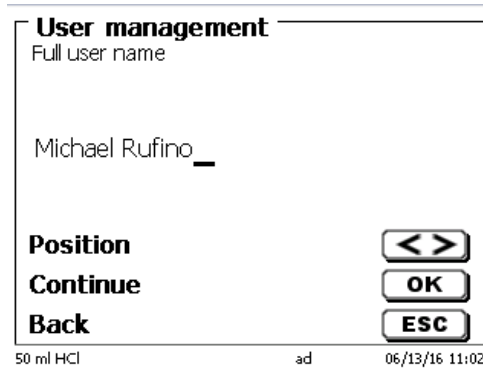 User management
Full user name
Michael Rufino_
Position < >
Continue OK
Back ESC
50 ml HCl ad 06/13/16 11:02